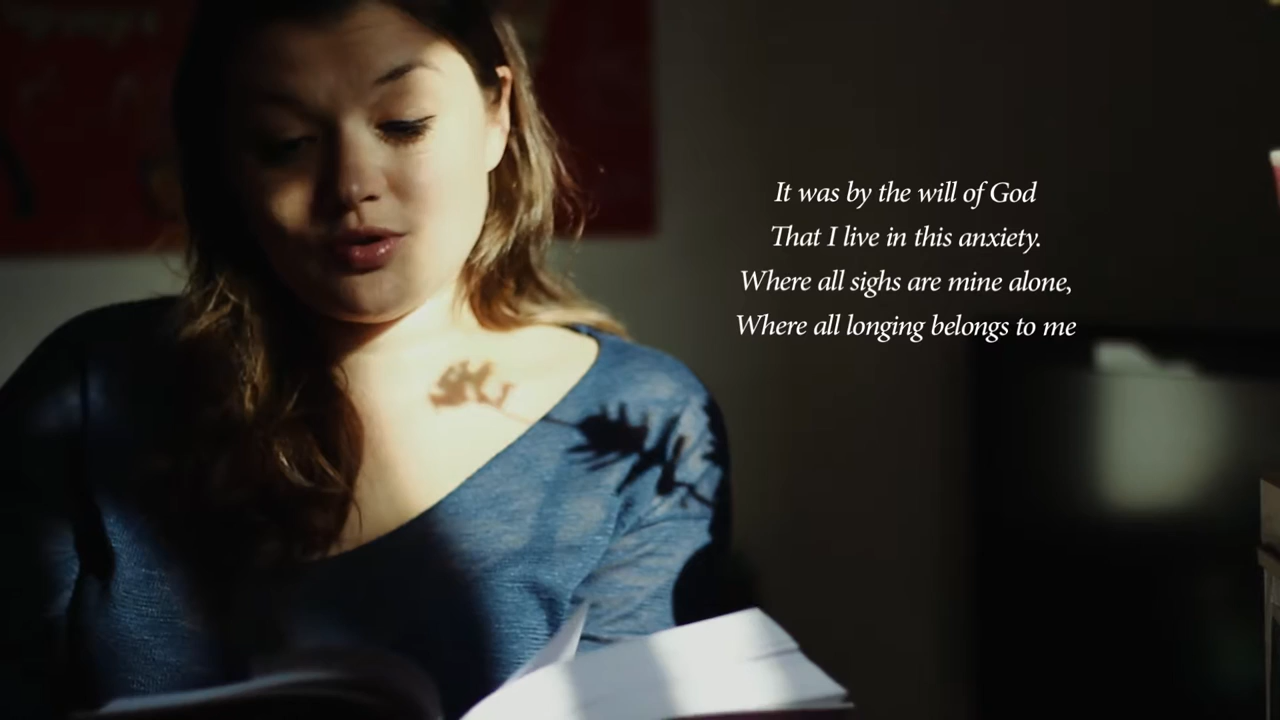 It was by the will of God
That I live in this anxiety.
Where all sighs are mine alone,
Where all longing belongs to me